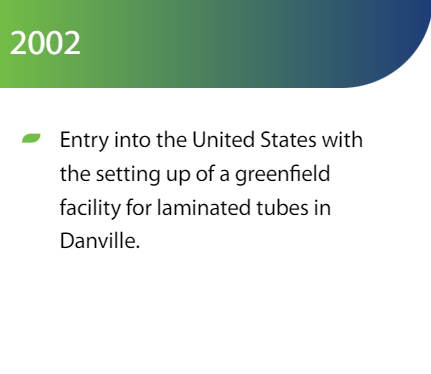 2002
Entry into the United States with
the setting up of a greenfield
facility for laminated tubes in
Danville.